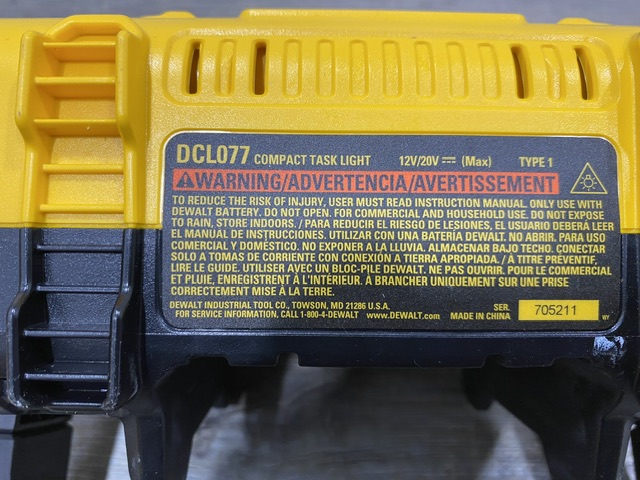 DCL077 COMPACT TASK LIGHT 12V/20V ⎓ (Max) TYPE 1
⚠WARNING/ADVERTENCIA/AVERTISSEMENT
TO REDUCE THE RISK OF INJURY, USER MUST READ INSTRUCTION MANUAL. ONLY USE WITH
DEWALT BATTERY. DO NOT OPEN. FOR COMMERCIAL AND HOUSEHOLD USE. DO NOT EXPOSE
TO RAIN, STORE INDOORS. / PARA REDUCIR EL RIESGO DE LESIONES, EL USUARIO DEBERÁ LEER
EL MANUAL DE INSTRUCCIONES. UTILIZAR CON UNA BATERÍA DEWALT. NO ABRIR. PARA USO
COMERCIAL Y DOMÉSTICO. NO EXPONER A LA LLUVIA. ALMACENAR BAJO TECHO. CONECTAR
SOLO A TOMAS DE CORRIENTE CON CONEXIÓN A TIERRA APROPIADA. / À TITRE PRÉVENTIF,
LIRE LE GUIDE. UTILISER AVEC UN BLOC-PILE DEWALT. NE PAS OUVRIR. POUR LE COMMERCIAL
ET PLUIE, ENREGISTRENT À L'INTÉRIEUR. À BRANCHER UNIQUEMENT SUR UNE PRISE
CORRECTEMENT MISE À LA TERRE.
DEWALT INDUSTRIAL TOOL CO., TOWSON, MD 21286 U.S.A.
FOR SERVICE INFORMATION, CALL 1-800-4-DEWALT www.DEWALT.com MADE IN CHINA
SER. 705211 WY